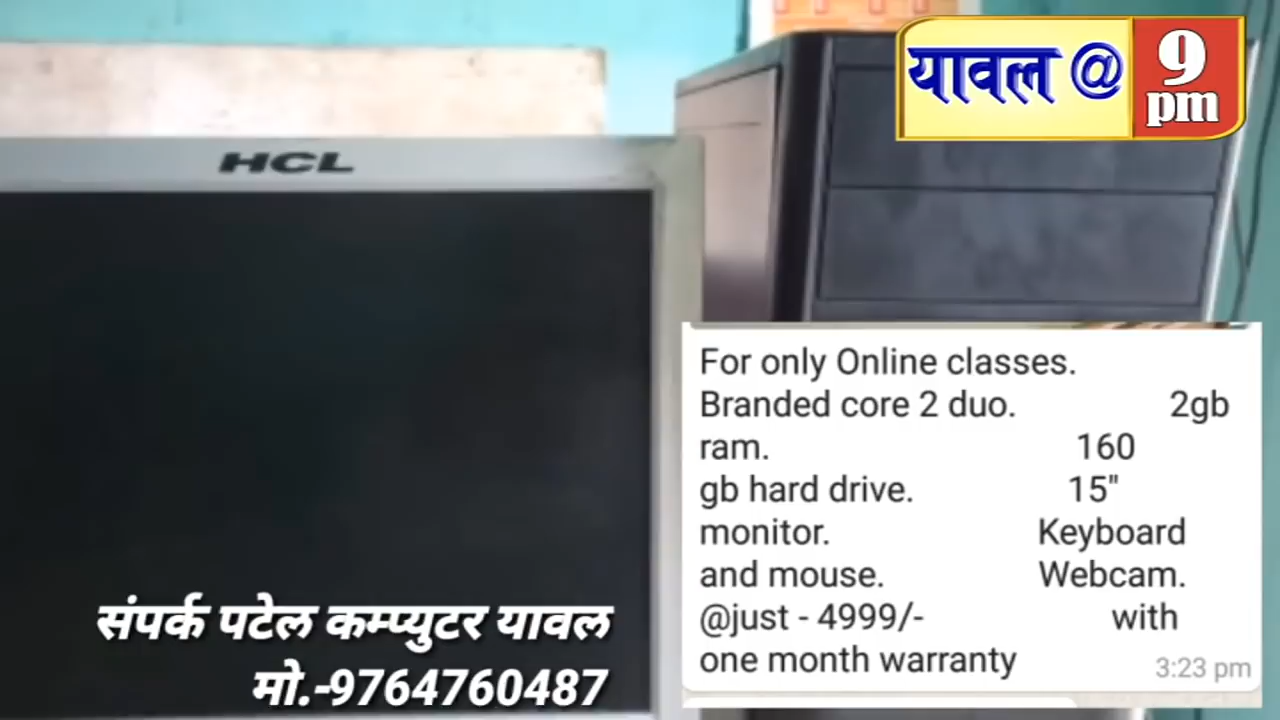 यावल @ 9 pm
HCL
For only Online classes.
Branded core 2 duo. 2gb
ram. 160
gb hard drive. 15"
monitor. Keyboard
and mouse. Webcam.
@just - 4999/- with
one month warranty
3:23 pm
संपर्क पटेल कम्प्युटर यावल
मो.-9764760487